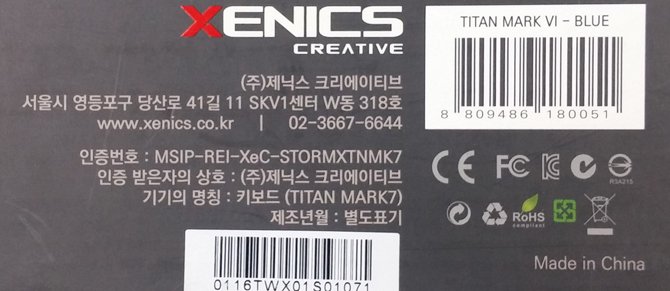 XENICS
CREATIVE
(주)제닉스 크리에이티브
서울시 영등포구 당산로 41길 11 SKV1센터 W동 318호
www.xenics.co.kr | 02-3667-6644
인증번호 : MSIP-REI-XeC-STORMXTNMK7
인증 받은자의 상호 : (주)제닉스 크리에이티브
기기의 명칭 : 키보드 (TITAN MARK7)
제조년월 : 별도표기
0116TWX01S01071
TITAN MARK VI - BLUE
8 809486 180051
CE FC
R3A215
RoHS
compliant
Made in China